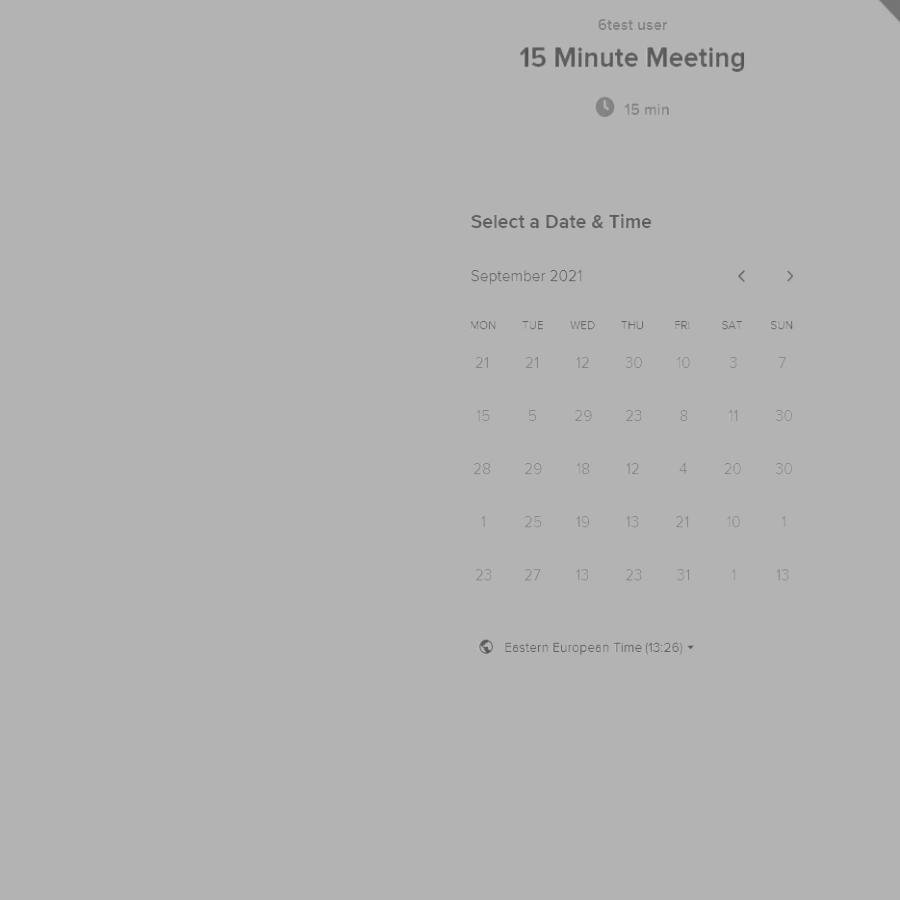 6test user
15 Minute Meeting
15 min
Select a Date & Time
September 2021
MON TUE WED THU FRI SAT SUN
21 21 12 30 10 3 7
15 5 29 23 8 11 30
28 29 18 12 4 20 30
1 25 19 13 21 10 1
23 27 13 23 31 1 13
Eastern European Time (13:26)